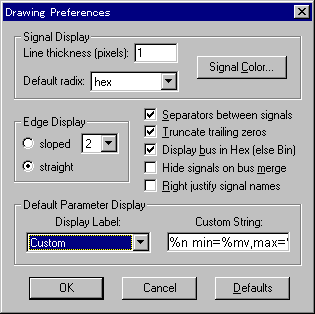 Drawing Preferences
Signal Display
Line thickness (pixels): 1
Default radix: hex
Signal Color...
Edge Display
sloped 2
straight
Separators between signals
Truncate trailing zeros
Display bus in Hex (else Bin)
Hide signals on bus merge
Right justify signal names
Default Parameter Display
Display Label: Custom String:
Custom %n min=%mv,max=
OK Cancel Defaults